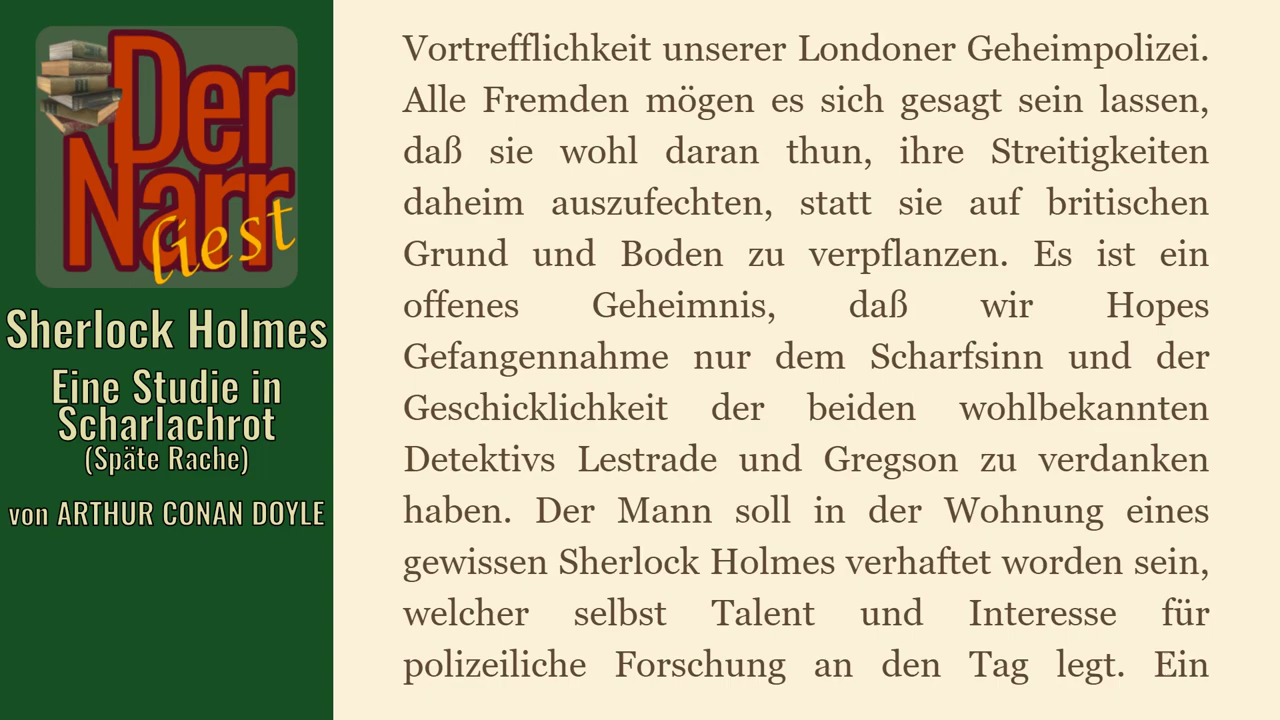 Der
Narr
liest
Sherlock Holmes
Eine Studie in
Scharlachrot
(Späte Rache)
von ARTHUR CONAN DOYLE
Vortrefflichkeit unserer Londoner Geheimpolizei.
Alle Fremden mögen es sich gesagt sein lassen,
daß sie wohl daran thun, ihre Streitigkeiten
daheim auszufechten, statt sie auf britischen
Grund und Boden zu verpflanzen. Es ist ein
offenes Geheimnis, daß wir Hopes
Gefangennahme nur dem Scharfsinn und der
Geschicklichkeit der beiden wohlbekannten
Detektivs Lestrade und Gregson zu verdanken
haben. Der Mann soll in der Wohnung eines
gewissen Sherlock Holmes verhaftet worden sein,
welcher selbst Talent und Interesse für
polizeiliche Forschung an den Tag legt. Ein